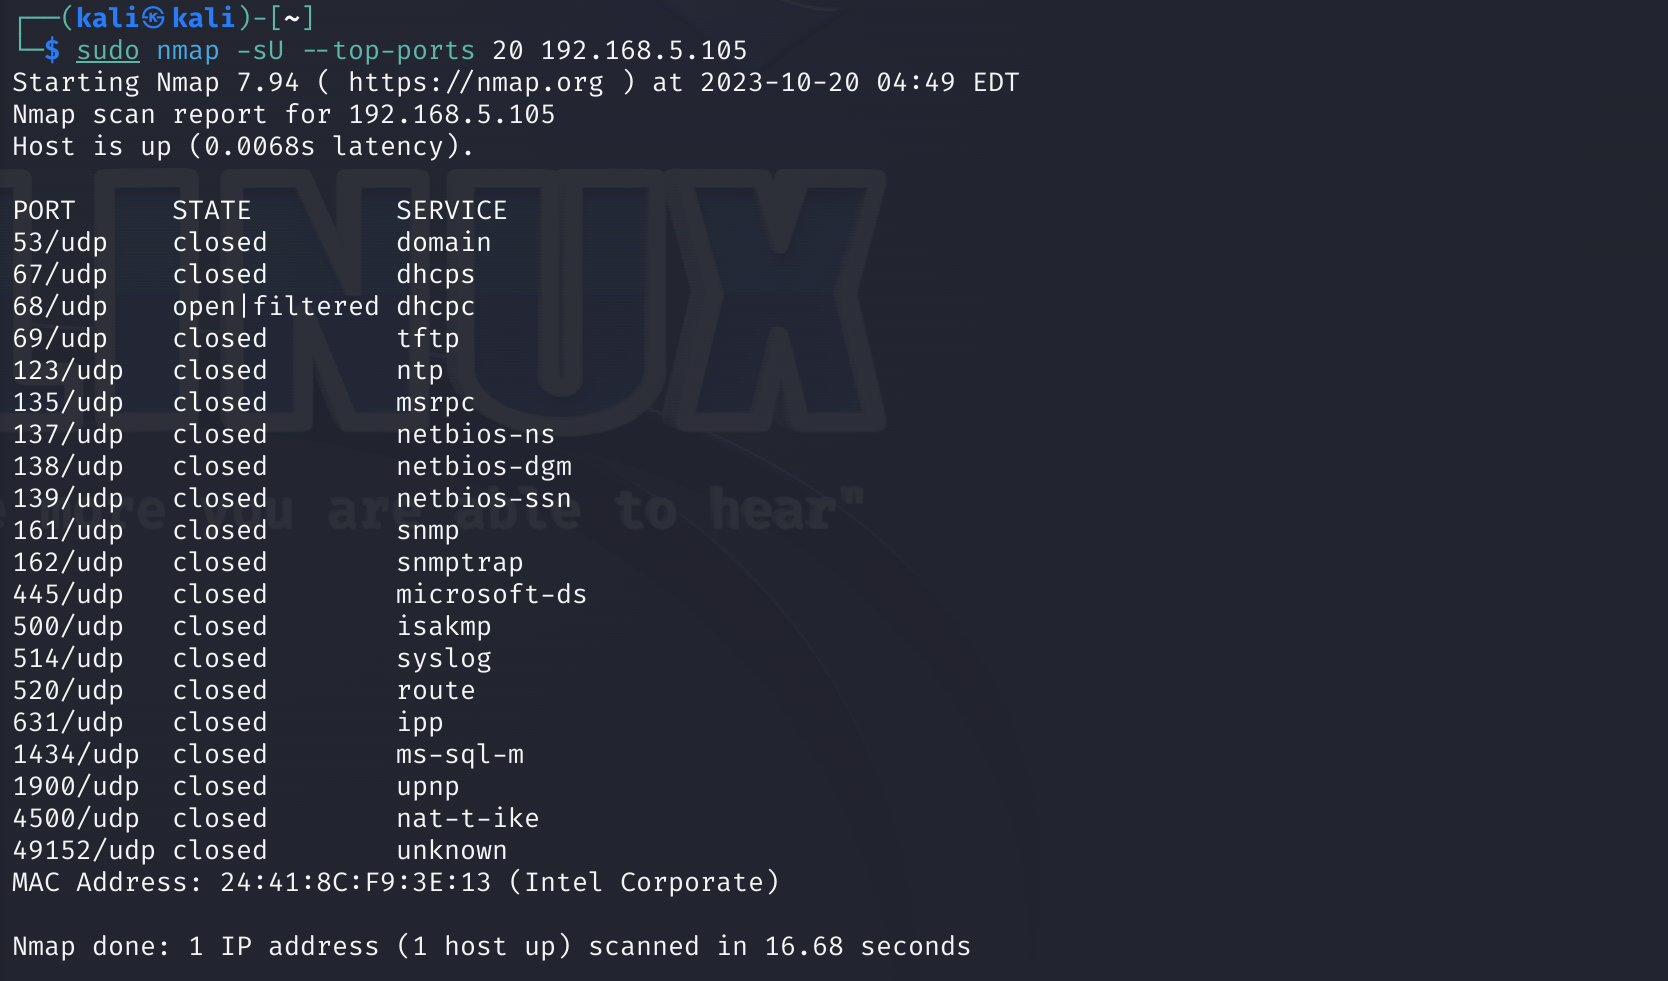 ┌──(kali㉿kali)-[~]
└─$ sudo nmap -sU --top-ports 20 192.168.5.105
Starting Nmap 7.94 ( https://nmap.org ) at 2023-10-20 04:49 EDT
Nmap scan report for 192.168.5.105
Host is up (0.0068s latency).

PORT      STATE         SERVICE
53/udp    closed        domain
67/udp    closed        dhcps
68/udp    open|filtered dhcpc
69/udp    closed        tftp
123/udp   closed        ntp
135/udp   closed        msrpc
137/udp   closed        netbios-ns
138/udp   closed        netbios-dgm
139/udp   closed        netbios-ssn
161/udp   closed        snmp
162/udp   closed        snmptrap
445/udp   closed        microsoft-ds
500/udp   closed        isakmp
514/udp   closed        syslog
520/udp   closed        route
631/udp   closed        ipp
1434/udp  closed        ms-sql-m
1900/udp  closed        upnp
4500/udp  closed        nat-t-ike
49152/udp closed        unknown
MAC Address: 24:41:8C:F9:3E:13 (Intel Corporate)

Nmap done: 1 IP address (1 host up) scanned in 16.68 seconds
LINUX
you are able to hear"